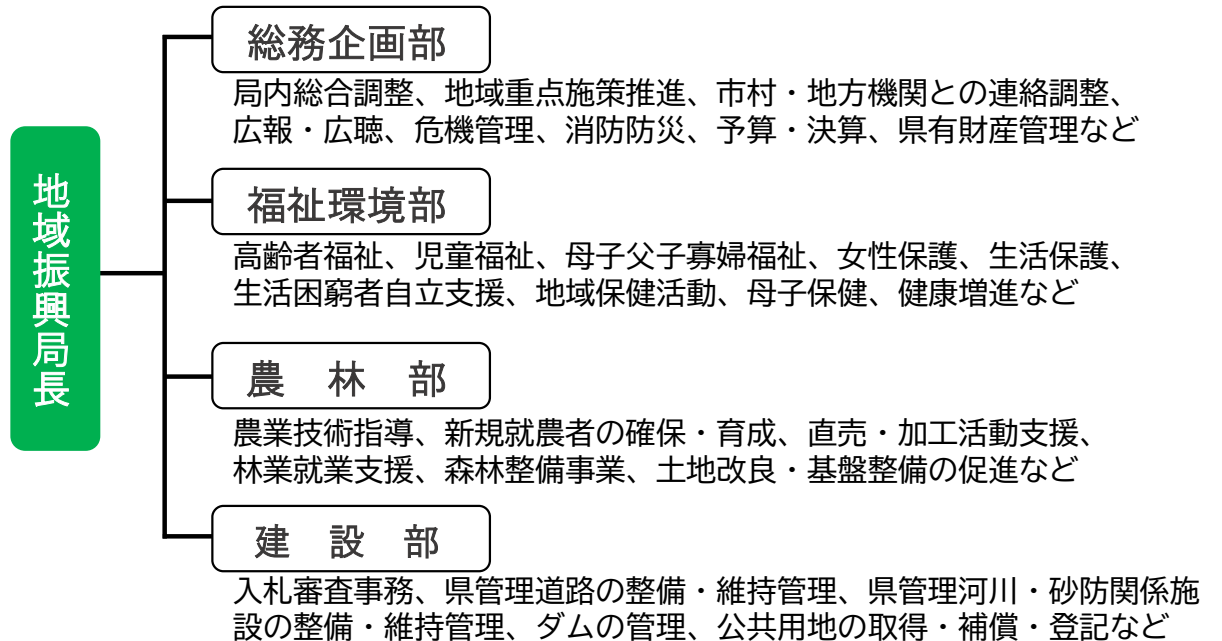 地域振興局長
総務企画部
局内総合調整、地域重点施策推進、市村・地方機関との連絡調整、
広報・広聴、危機管理、消防防災、予算・決算、県有財産管理など
福祉環境部
高齢者福祉、児童福祉、母子父子寡婦福祉、女性保護、生活保護、
生活困窮者自立支援、地域保健活動、母子保健、健康増進など
農　林　部
農業技術指導、新規就農者の確保・育成、直売・加工活動支援、
林業就業支援、森林整備事業、土地改良・基盤整備の促進など
建　設　部
入札審査事務、県管理道路の整備・維持管理、県管理河川・砂防関係施
設の整備・維持管理、ダムの管理、公共用地の取得・補償・登記など